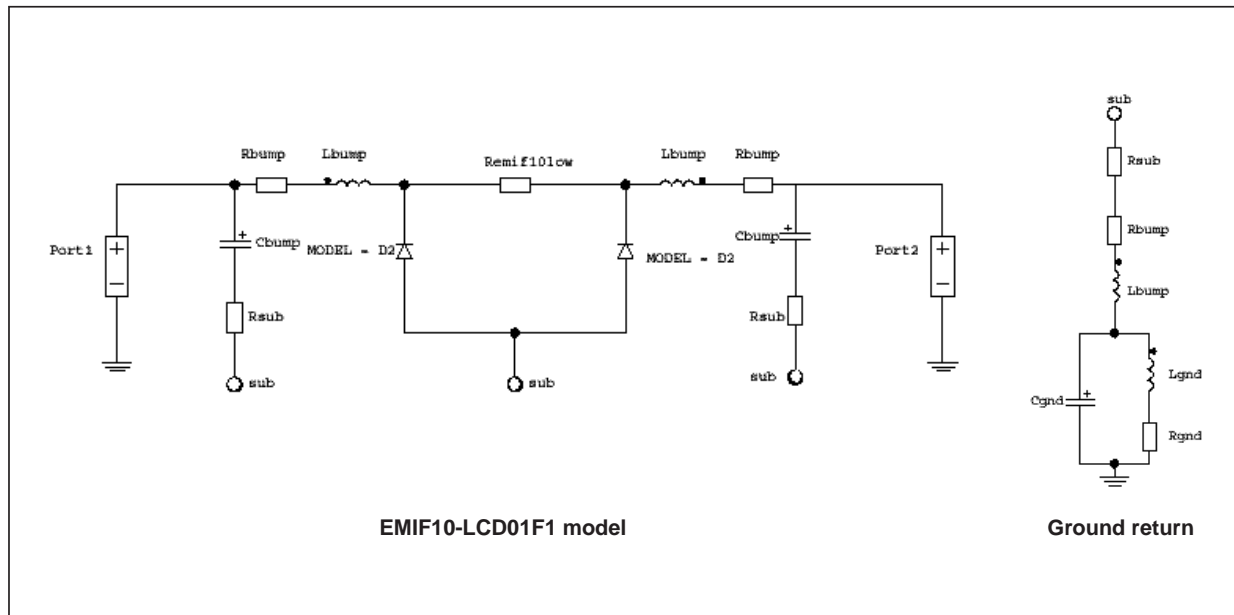 Rbump
Lbump
Remif10low
Lbump
Rbump
Port1
+
-
+
Cbump
MODEL = D2
MODEL = D2
+
Cbump
Port2
+
-
Rsub
Rsub
sub
sub
sub
EMIF10-LCD01F1 model
sub
Rsub
Rbump
Lbump
Lgnd
Cgnd
+
Rgnd
Ground return